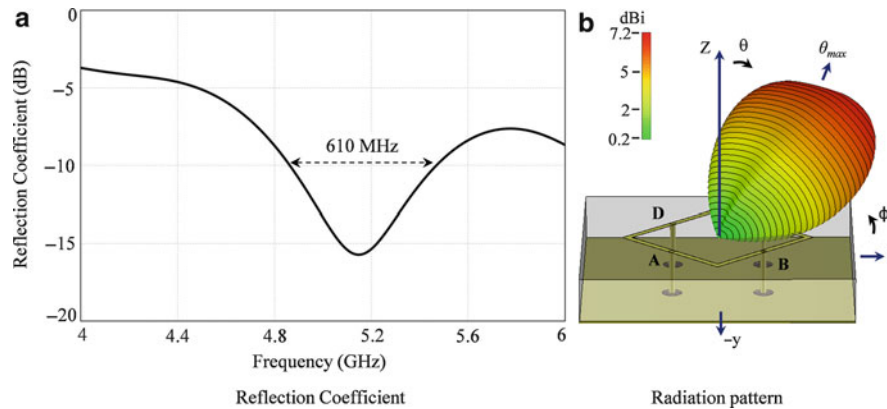 a
Reflection Coefficient (dB)
0
−5
−10
−15
−20
610 MHz
4
4.4
4.8
5.2
5.6
6
Frequency (GHz)
Reflection Coefficient
b
dBi
7.2
5
2
0.2
Z
θ
θmax
ϕ
D
A
B
−y
Radiation pattern